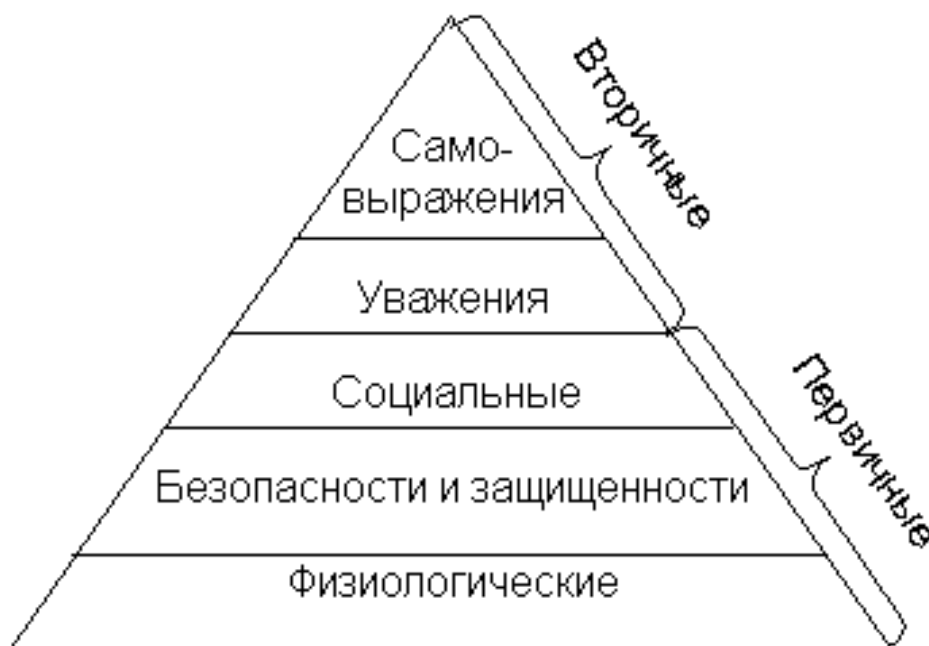 Само-
выражения
Уважения
Социальные
Безопасности и защищенности
Физиологические
Вторичные
Первичные